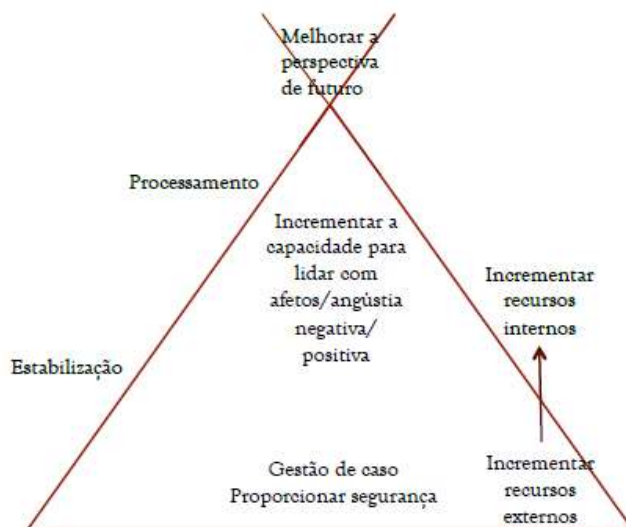 Melhorar a
perspectiva
de futuro
Processamento
Incrementar a
capacidade para
lidar com
afetos/angústia
negativa/
positiva
Incrementar
recursos
internos
Estabilização
Gestão de caso
Proporcionar segurança
Incrementar
recursos
externos